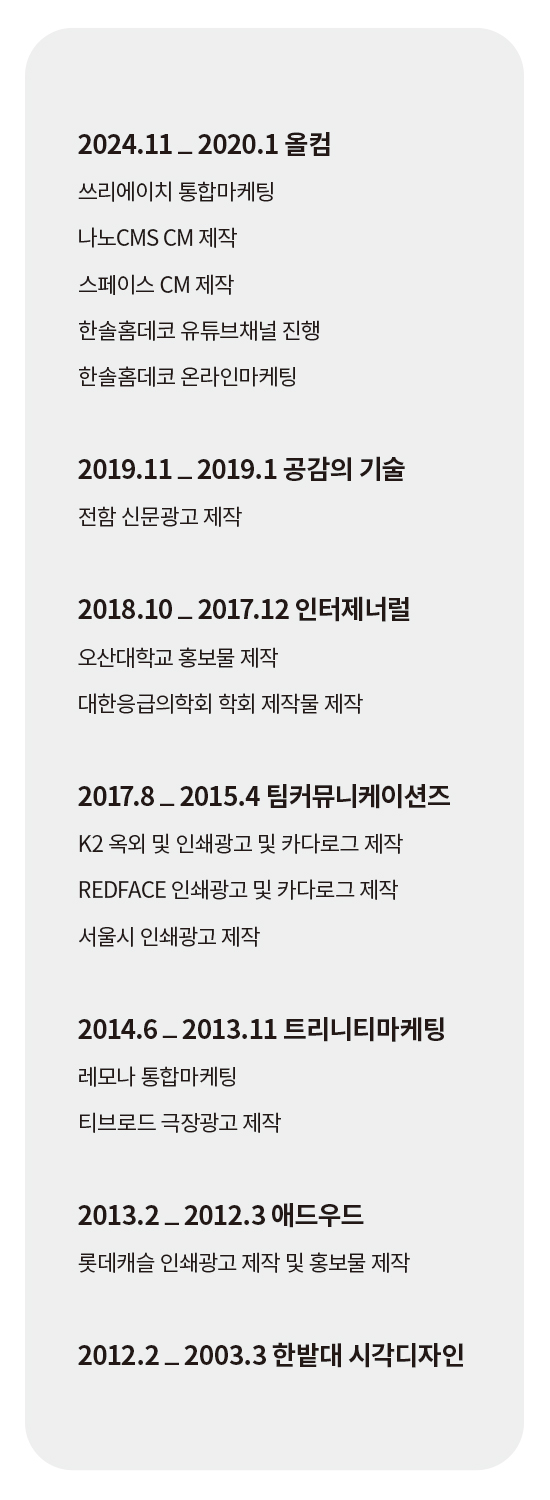 2024.11 _ 2020.1 올컴
쓰리에이치 통합마케팅
나노CMS CM 제작
스페이스 CM 제작
한솔홈데코 유튜브채널 진행
한솔홈데코 온라인마케팅
2019.11 _ 2019.1 공감의 기술
전함 신문광고 제작
2018.10 _ 2017.12 인터제너럴
오산대학교 홍보물 제작
대한응급의학회 학회 제작물 제작
2017.8 _ 2015.4 팀커뮤니케이션즈
K2 옥외 및 인쇄광고 및 카다로그 제작
REDFACE 인쇄광고 및 카다로그 제작
서울시 인쇄광고 제작
2014.6 _ 2013.11 트리니티마케팅
레모나 통합마케팅
티브로드 극장광고 제작
2013.2 _ 2012.3 애드우드
롯데캐슬 인쇄광고 제작 및 홍보물 제작
2012.2 _ 2003.3 한밭대 시각디자인